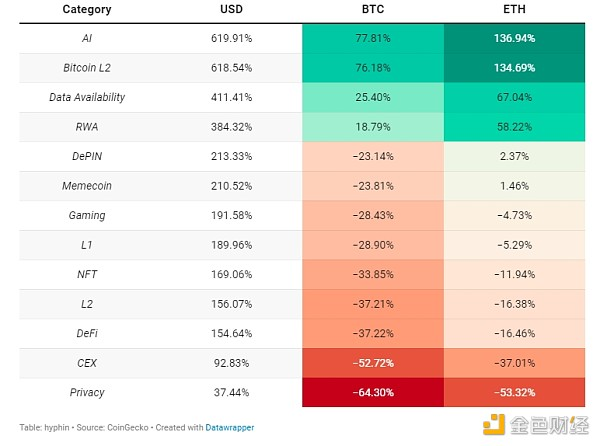 Category USD BTC ETH
AI 619.91% 77.81% 136.94%
Bitcoin L2 618.54% 76.18% 134.69%
Data Availability 411.41% 25.40% 67.04%
RWA 384.32% 18.79% 58.22%
DePIN 213.33% −23.14% 2.37%
Memecoin 210.52% −23.81% 1.46%
Gaming 191.58% −28.43% −4.73%
L1 189.96% −28.90% −5.29%
NFT 169.06% −33.85% −11.94%
L2 156.07% −37.21% −16.38%
DeFi 154.64% −37.22% −16.46%
CEX 92.83% −52.72% −37.01%
Privacy 37.44% −64.30% −53.32%
Table: hyphin • Source: CoinGecko • Created with Datawrapper
金色财经